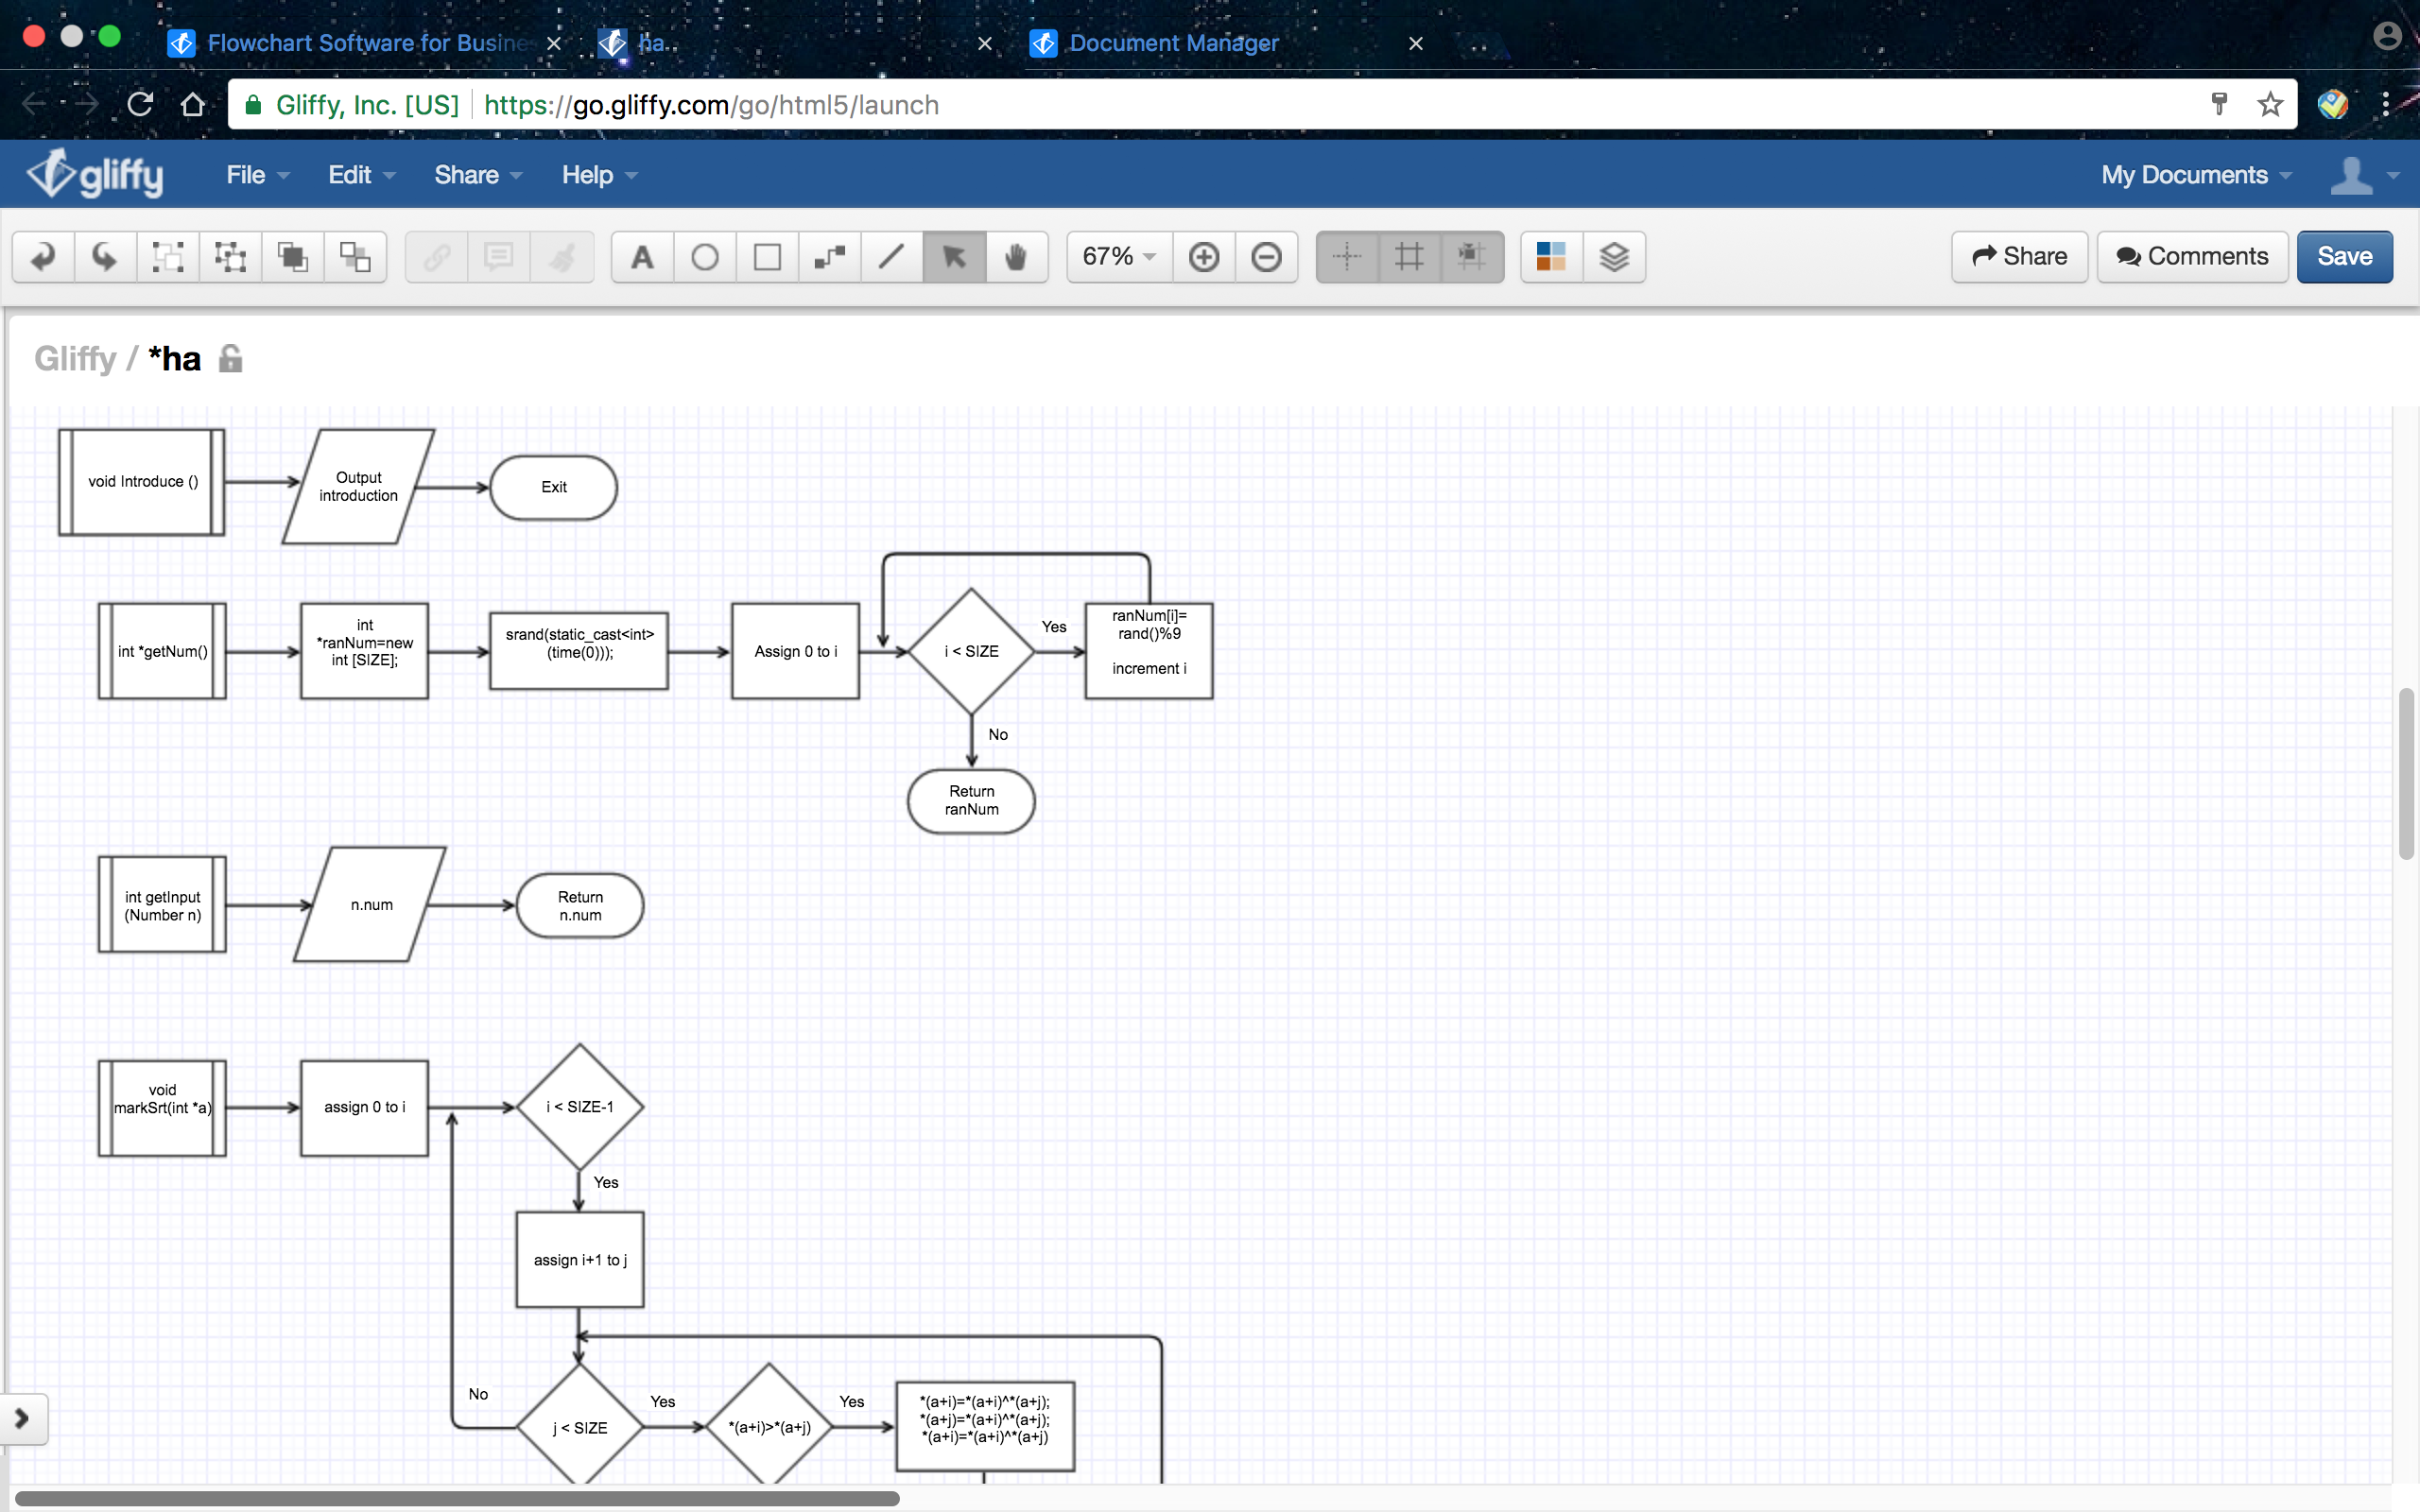 Flowchart Software for Busine
ha..
Document Manager
Gliffy, Inc. [US]
https://go.gliffy.com/go/html5/launch
gliffy
File
Edit
Share
Help
My Documents
A
67%
Share
Comments
Save
Gliffy / *ha
void Introduce ()
Output
introduction
Exit
int *getNum()
int
*ranNum=new
int [SIZE];
srand(static_cast<int>
(time(0)));
Assign 0 to i
i < SIZE
Yes
ranNum[i]=
rand()%9
increment i
No
Return
ranNum
int getInput
(Number n)
n.num
Return
n.num
void
markSrt(int *a)
assign 0 to i
i < SIZE-1
Yes
assign i+1 to j
No
j < SIZE
Yes
*(a+i)>*(a+j)
Yes
*(a+i)=*(a+i)^*(a+j);
*(a+j)=*(a+i)^*(a+j);
*(a+i)=*(a+i)^*(a+j)